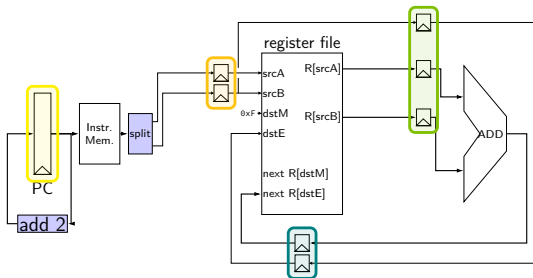 register file
srcA
srcB
dstM
dstE
next R[dstM]
next R[dstE]
R[srcA]
R[srcB]
0xF
PC
Instr.
Mem.
split
add 2
ADD